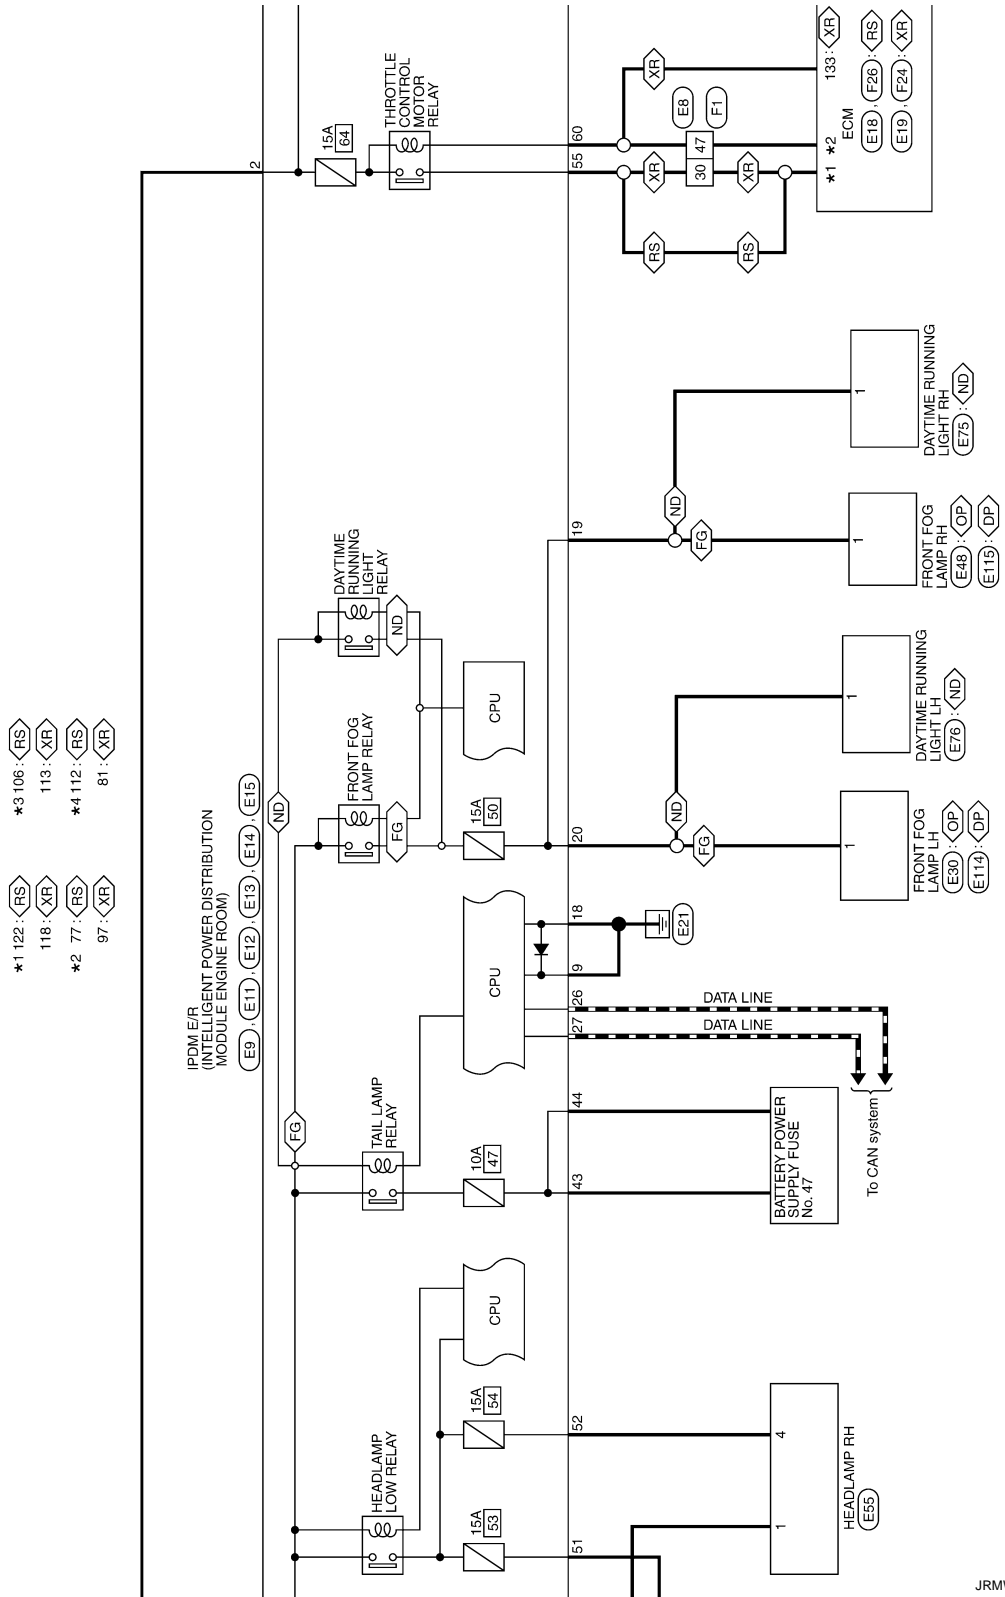 *1 122 : RS
118 : XR
*2 77 : RS
97 : XR
*3 106 : RS
113 : XR
*4 112 : RS
81 : XR
IPDM E/R
(INTELLIGENT POWER DISTRIBUTION
MODULE ENGINE ROOM)
E9 , E11 , E12 , E13 , E14 , E15
2
15A
64
THROTTLE
CONTROL
MOTOR
RELAY
60
55
XR
E8
F1
30
47
XR
XR
RS
RS
133 : XR
*2
*1
ECM
E18 , F26 : RS
E19 , F24 : XR
ND
FG
DAYTIME
RUNNING
LIGHT
RELAY
ND
FRONT FOG
LAMP RELAY
FG
CPU
15A
50
19
20
ND
FG
1
DAYTIME RUNNING
LIGHT RH
E75 : ND
1
FRONT FOG
LAMP RH
E48 : OP
E115 : DP
ND
FG
1
DAYTIME RUNNING
LIGHT LH
E76 : ND
1
FRONT FOG
LAMP LH
E30 : OP
E114 : DP
CPU
18
9
E21
26
27
DATA LINE
DATA LINE
To CAN system
TAIL LAMP
RELAY
10A
47
44
43
BATTERY POWER
SUPPLY FUSE
No. 47
CPU
HEADLAMP
LOW RELAY
15A
54
15A
53
52
51
4
1
HEADLAMP RH
E55